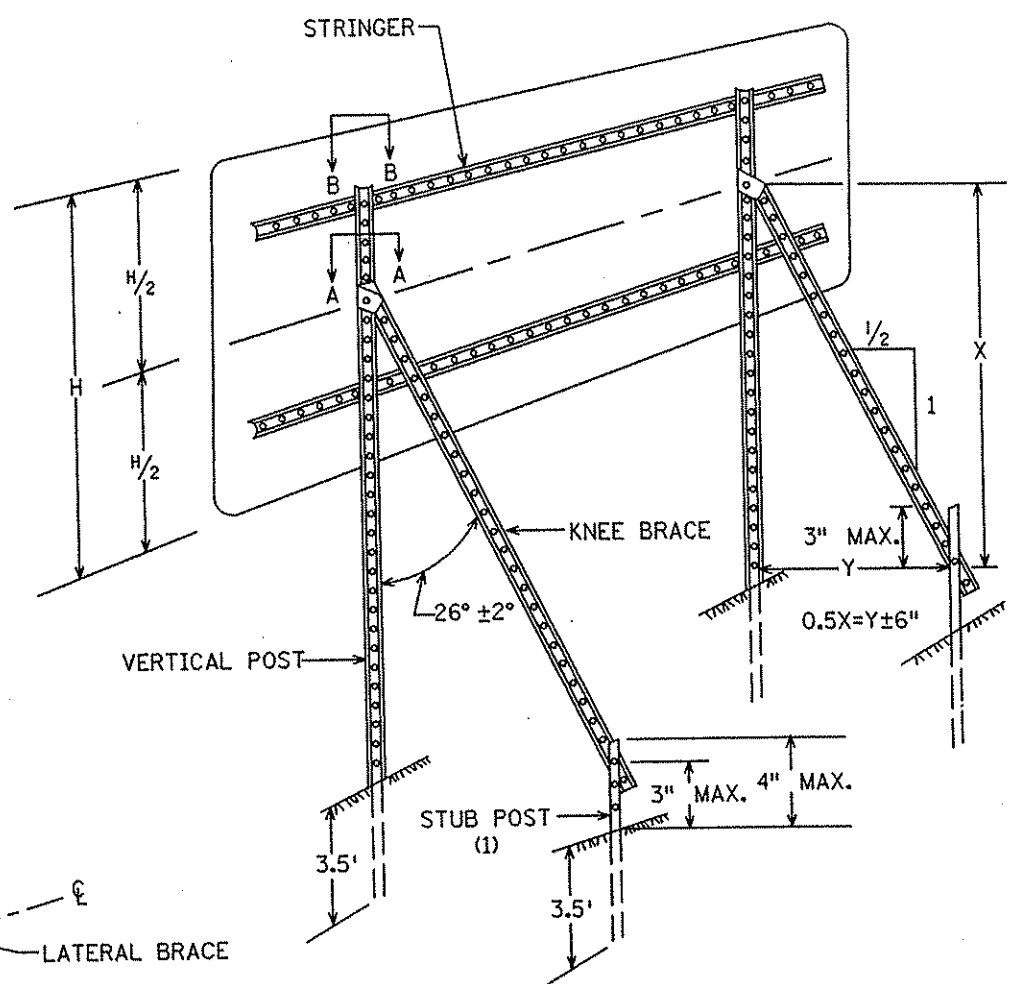 STRINGER
B
B
H/2
A
A
H
H/2
1/2
X
1
KNEE BRACE
3" MAX.
Y
26° ±2°
0.5X=Y±6"
VERTICAL POST
3" MAX.
4" MAX.
STUB POST
(1)
3.5'
3.5'
℄
LATERAL BRACE